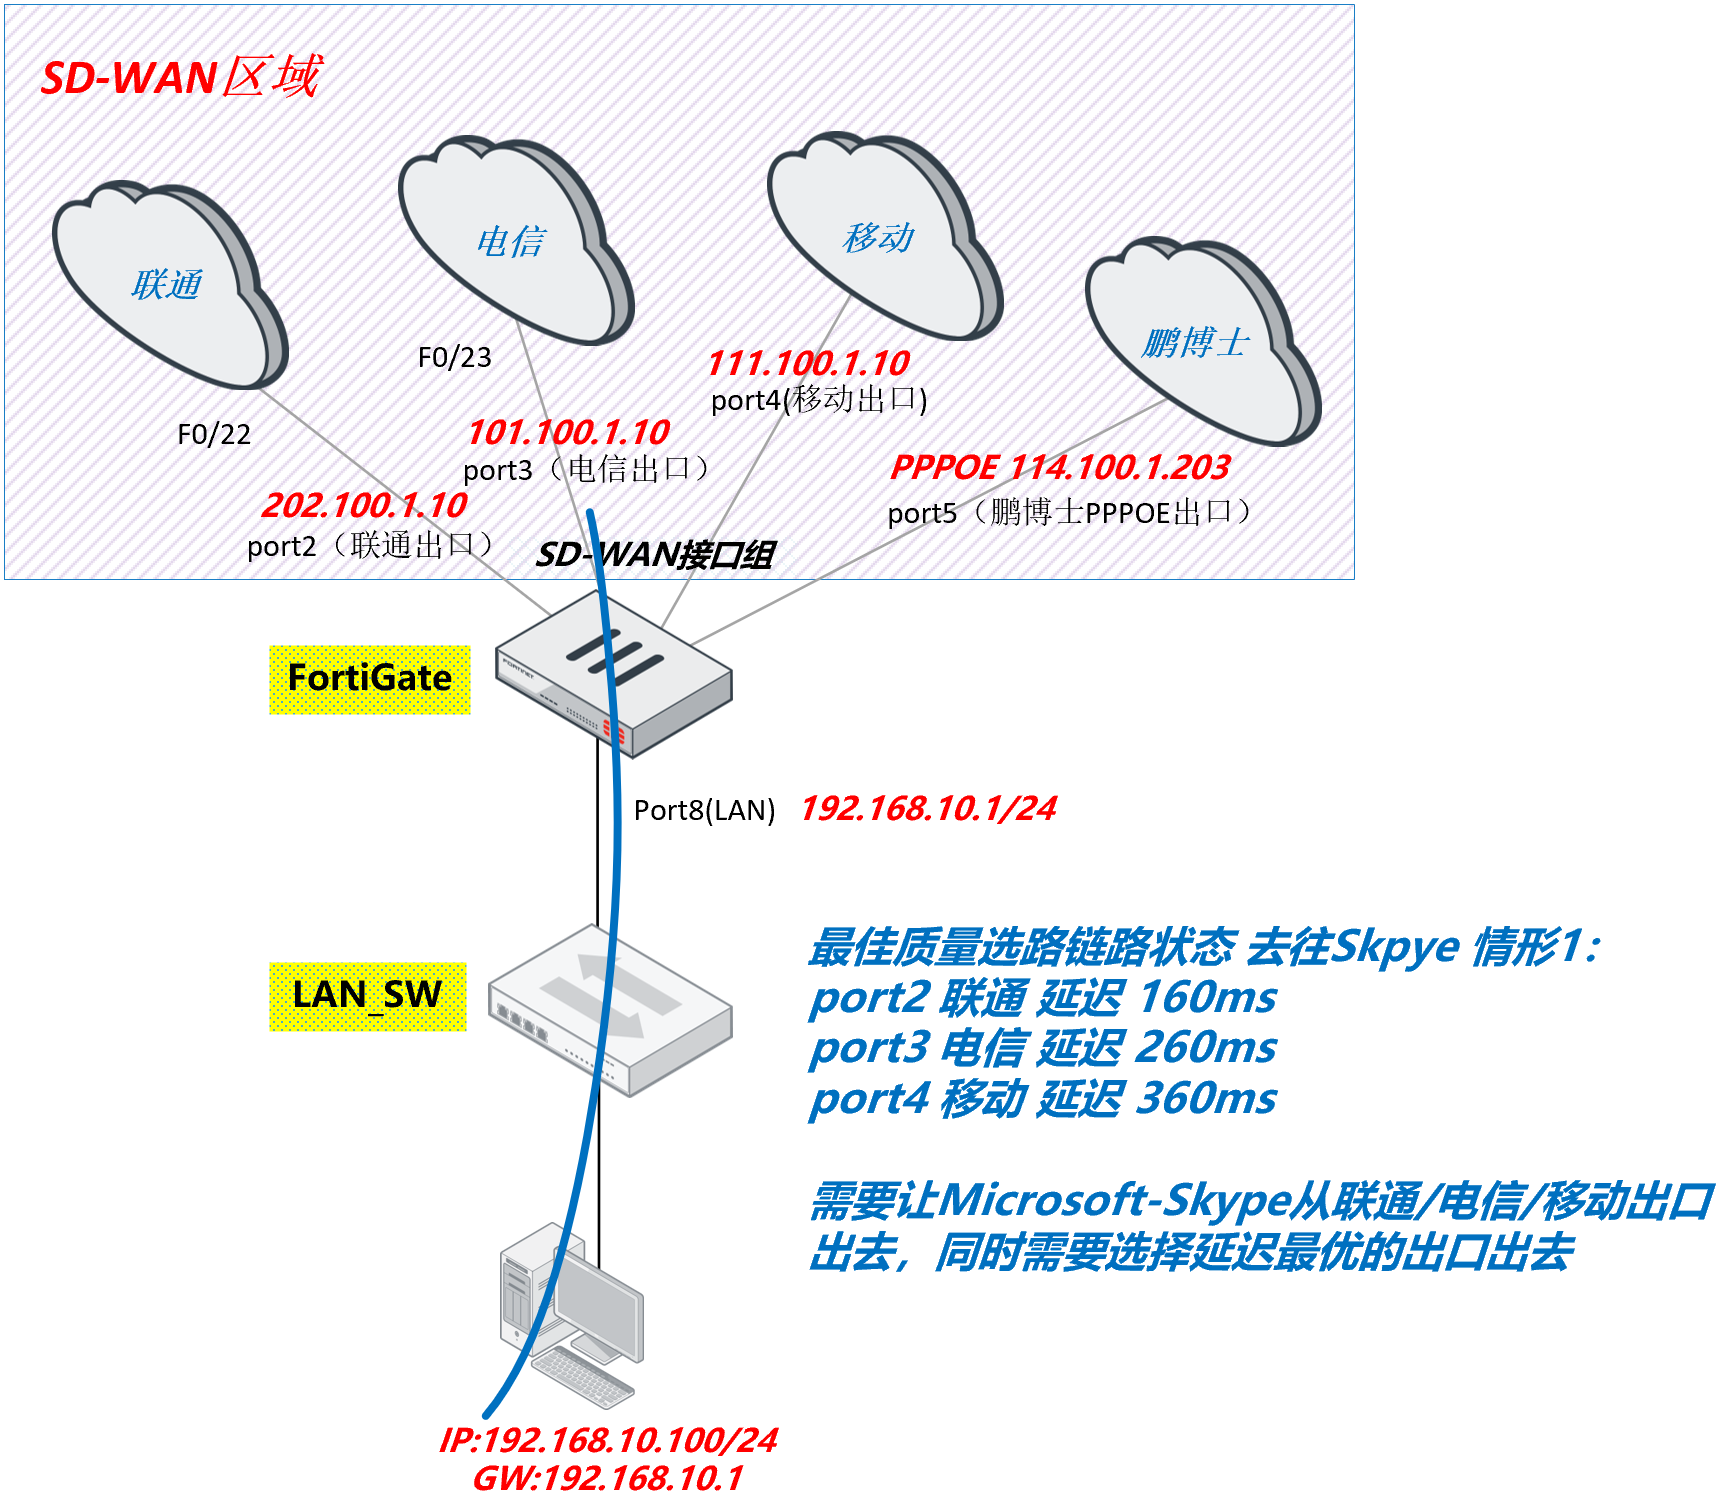 SD-WAN区域
联通
电信
移动
鹏博士
F0/22
F0/23
202.100.1.10
port2（联通出口）
101.100.1.10
port3（电信出口）
111.100.1.10
port4(移动出口)
PPPOE 114.100.1.203
port5（鹏博士PPPOE出口）
SD-WAN接口组
FortiGate
FORTINET
Port8(LAN) 192.168.10.1/24
LAN_SW
最佳质量选路链路状态 去往Skpye 情形1：
port2 联通 延迟 160ms
port3 电信 延迟 260ms
port4 移动 延迟 360ms
需要让Microsoft-Skype从联通/电信/移动出口
出去，同时需要选择延迟最优的出口出去
IP:192.168.10.100/24
GW:192.168.10.1